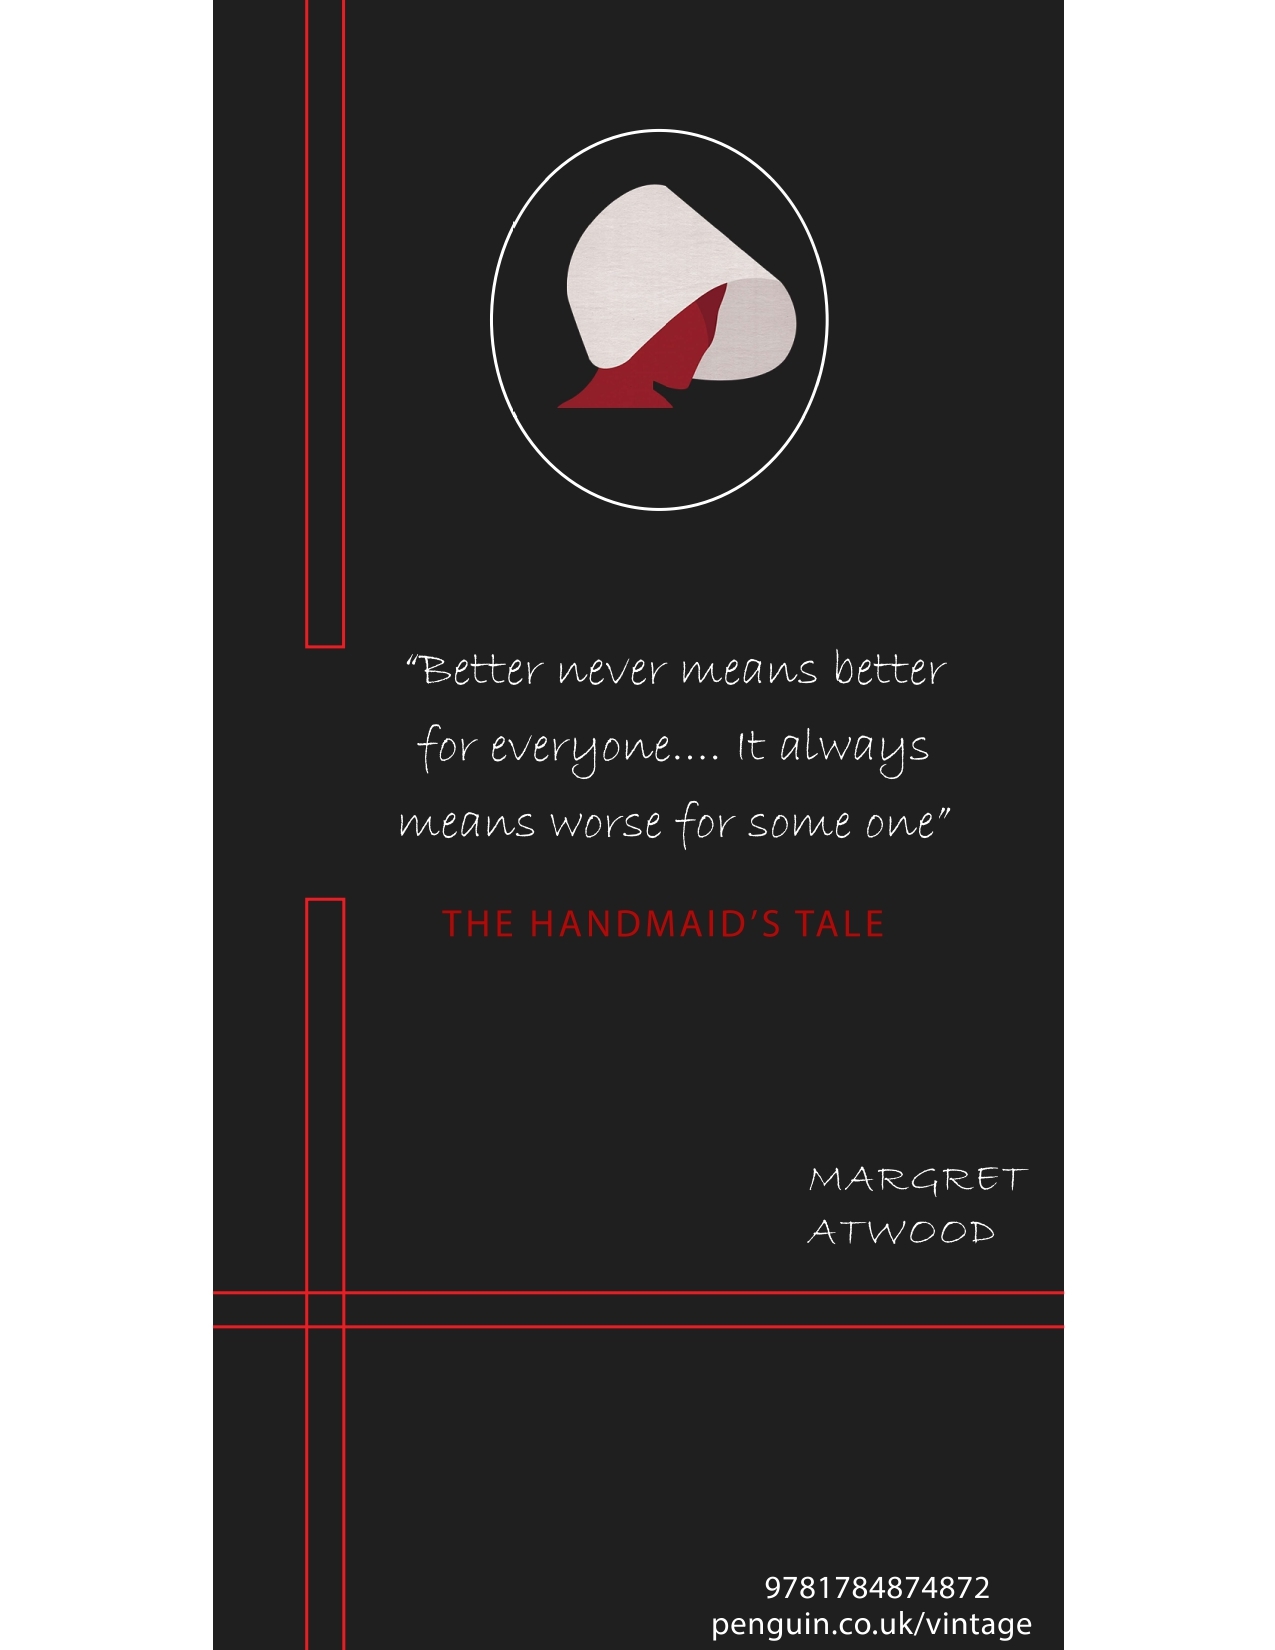 “Better never means better
for everyone.... It always
means worse for some one”
THE HANDMAID’S TALE
MARGRET
ATWOOD
9781784874872
penguin.co.uk/vintage